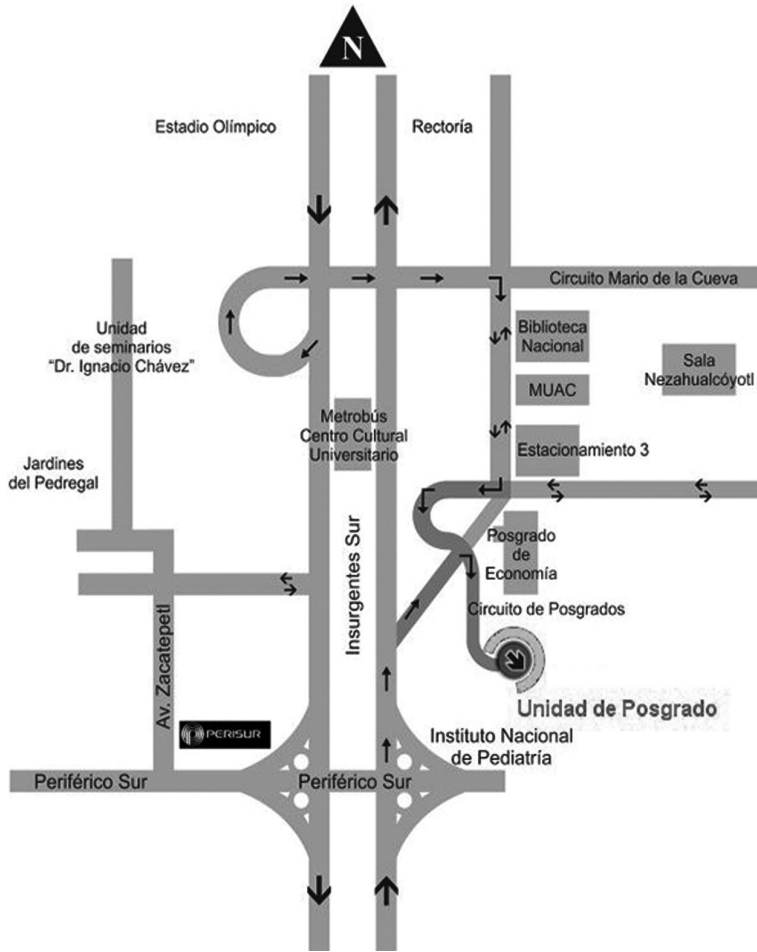 N
Estadio Olímpico
Rectoría
Circuito Mario de la Cueva
Unidad
de seminarios
“Dr. Ignacio Chávez”
Biblioteca
Nacional
Sala
Nezahualcóyotl
MUAC
Metrobús
Centro Cultural
Universitario
Estacionamiento 3
Jardines
del Pedregal
Insurgentes Sur
Posgrado
de
Economía
Circuito de Posgrados
Av. Zacatepetl
Unidad de Posgrado
PERISUR
Instituto Nacional
de Pediatría
Periférico Sur
Periférico Sur